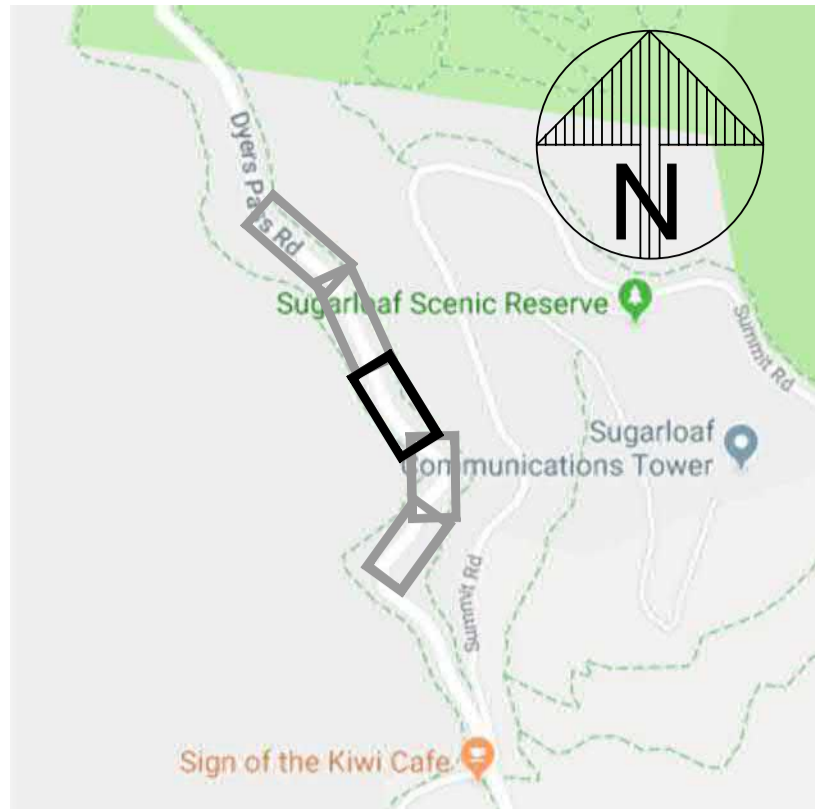 Dyers Pass Rd
N
Sugarloaf Scenic Reserve
Summit Rd
Sugarloaf
Communications Tower
Summit Rd
Sign of the Kiwi Cafe